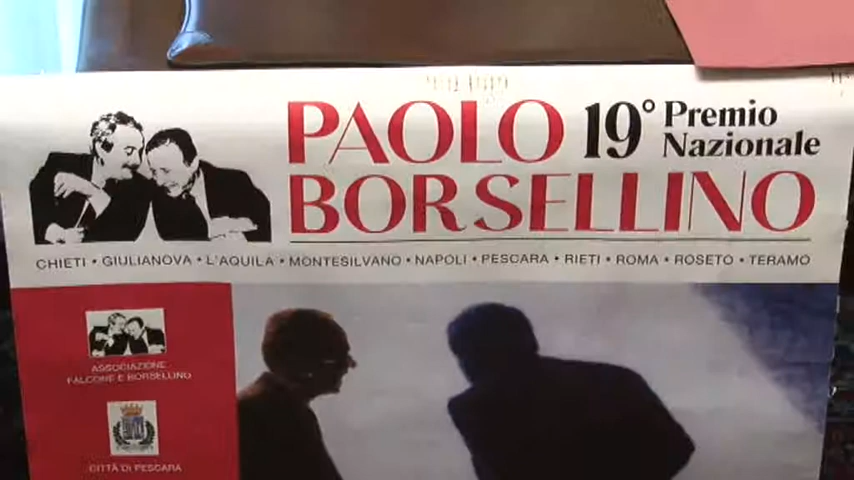 PAOLO
19° Premio
Nazionale
BORSELLINO
CHIETI • GIULIANOVA • L'AQUILA • MONTESILVANO • NAPOLI • PESCARA • RIETI • ROMA • ROSETO • TERAMO
ASSOCIAZIONE
FALCONE E BORSELLINO
CITTÀ DI PESCARA